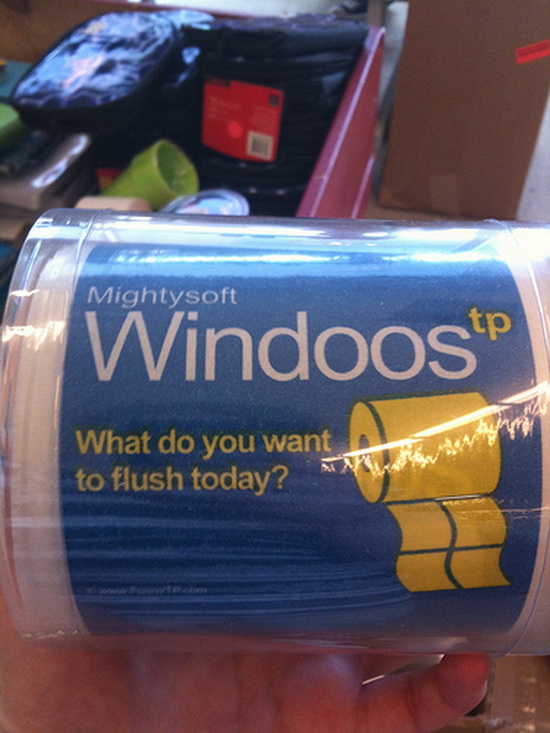 Mightysoft
Windoos tp
What do you want
to flush today?